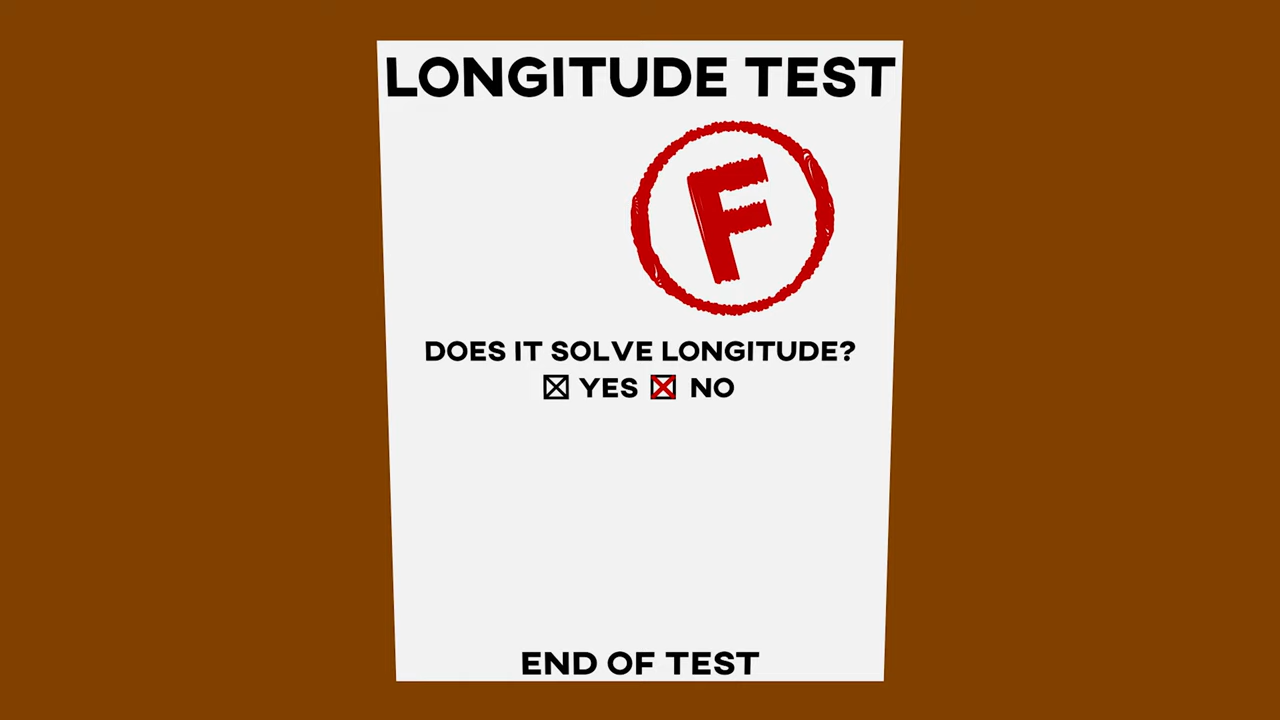 LONGITUDE TEST
F
DOES IT SOLVE LONGITUDE?
☒ YES ☒ NO
END OF TEST